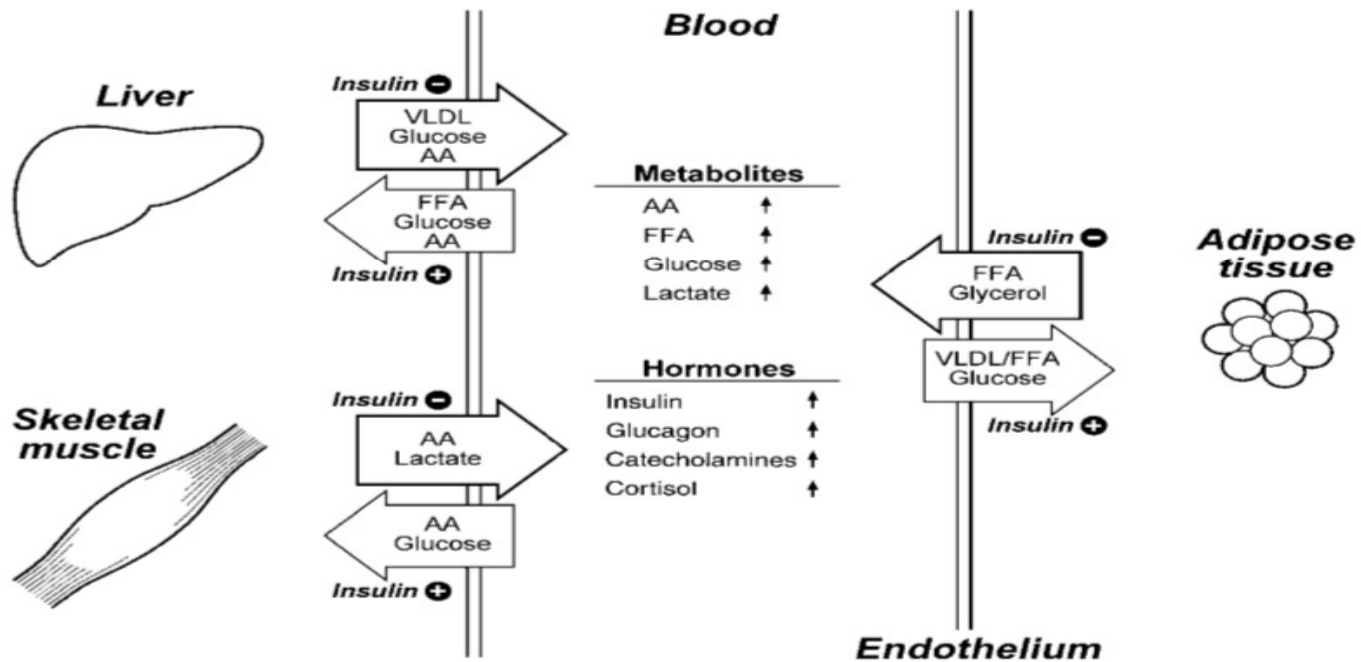 Blood
Liver
Insulin −
VLDL
Glucose
AA
FFA
Glucose
AA
Insulin +
Metabolites
AA ↑
FFA ↑
Glucose ↑
Lactate ↑
Insulin −
FFA
Glycerol
Adipose
tissue
VLDL/FFA
Glucose
Insulin +
Hormones
Insulin ↑
Glucagon ↑
Catecholamines ↑
Cortisol ↑
Skeletal
muscle
Insulin −
AA
Lactate
AA
Glucose
Insulin +
Endothelium